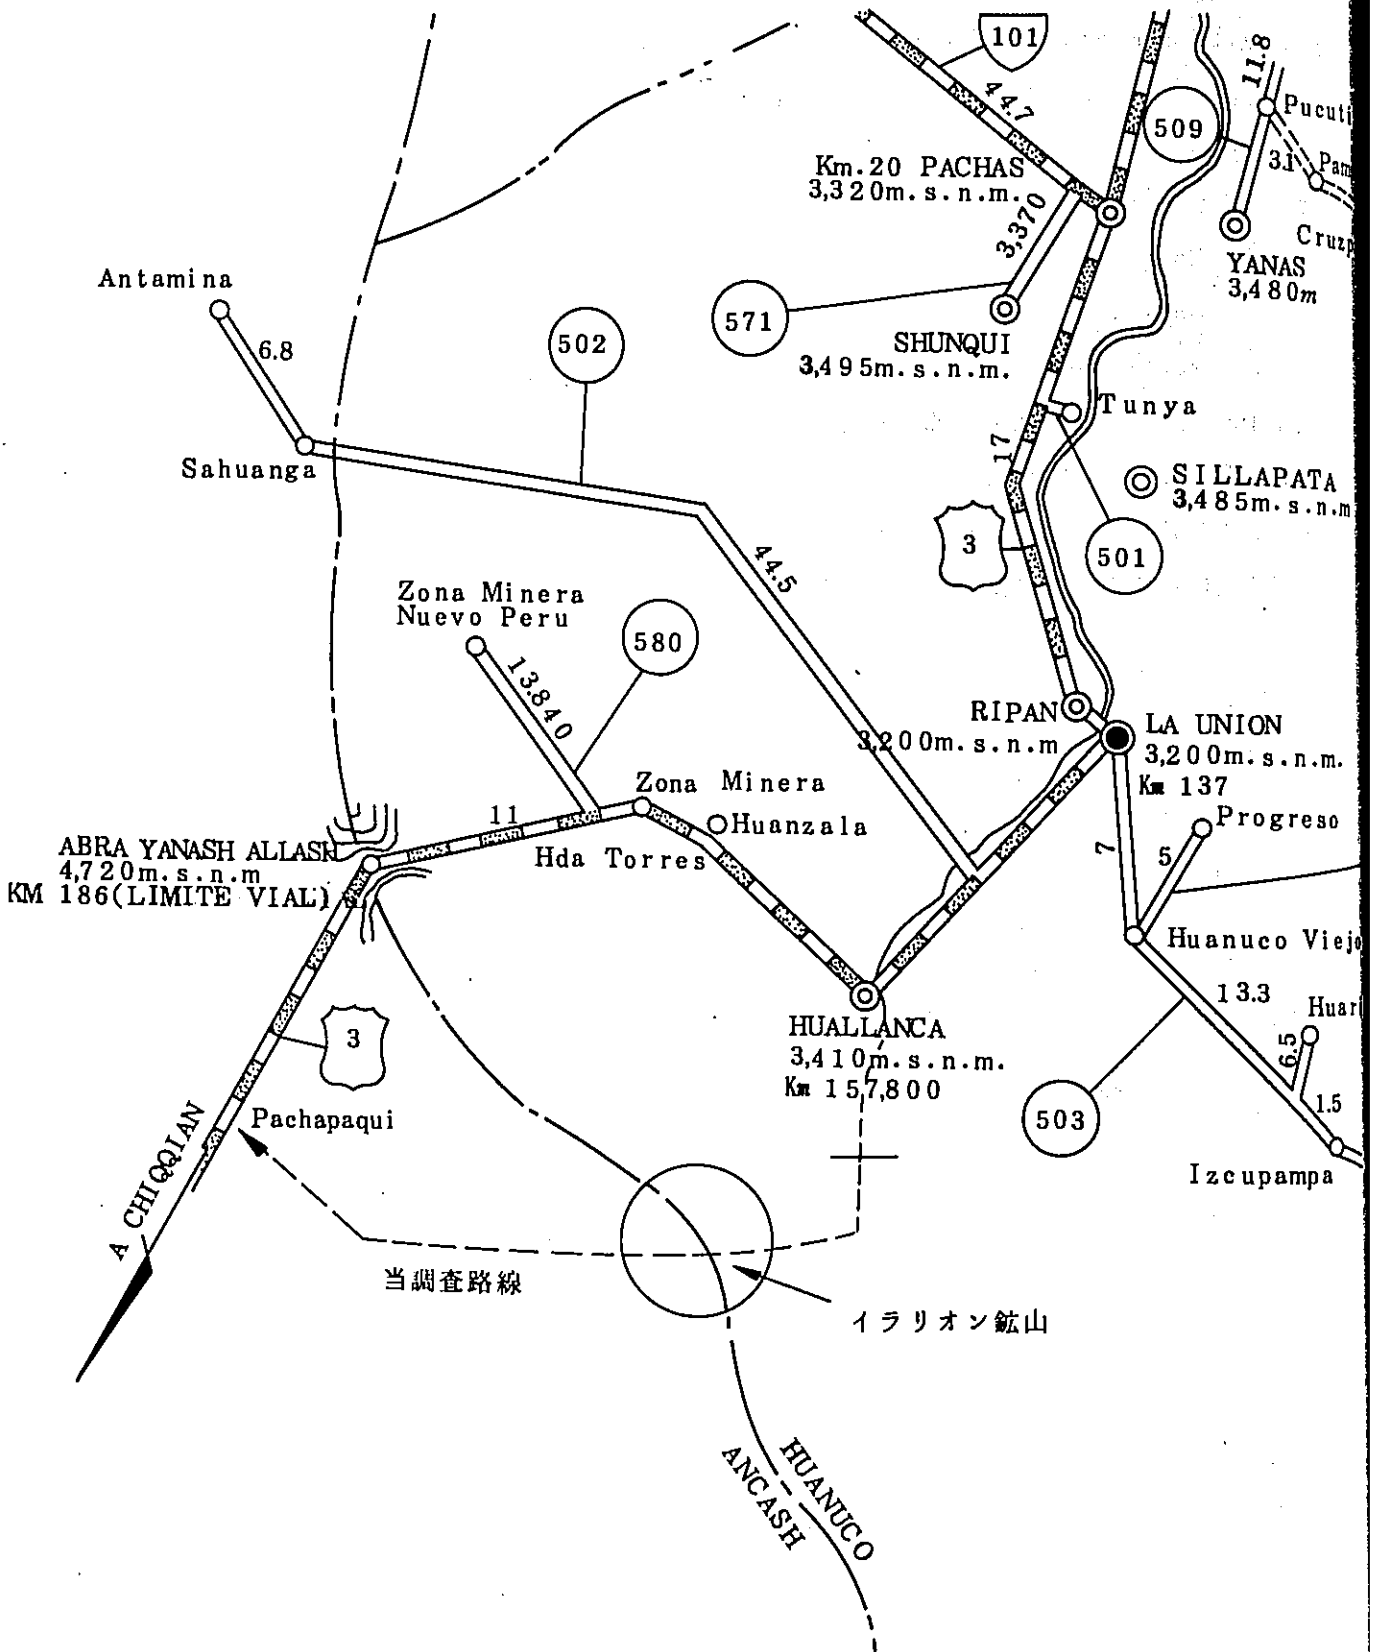 101
11.8
44.7
509
Pucuti
Km.20 PACHAS
3,320m.s.n.m.
3.1
Pam
3,370
Cruzp
YANAS
3,480m
Antamina
571
502
SHUNQUI
3,495m.s.n.m.
6.8
Tunya
17
Sahuanga
SILLAPATA
3,485m.s.n.m
3
501
44.5
Zona Minera
Nuevo Peru
580
13.840
RIPAN
3,200m.s.n.m
LA UNION
3,200m.s.n.m.
Km 137
Zona Minera
11
Huanzala
Progreso
7
5
Hda Torres
ABRA YANASH ALLASH
4,720m.s.n.m
KM 186(LIMITE VIAL)
Huanuco Viejo
13.3
Huari
6.5
HUALLANCA
3,410m.s.n.m.
Km 157,800
3
1.5
503
Pachapaqui
A CHIQQIAN
Izcupampa
当調査路線
イラリオン鉱山
HUANUCO
ANCASH